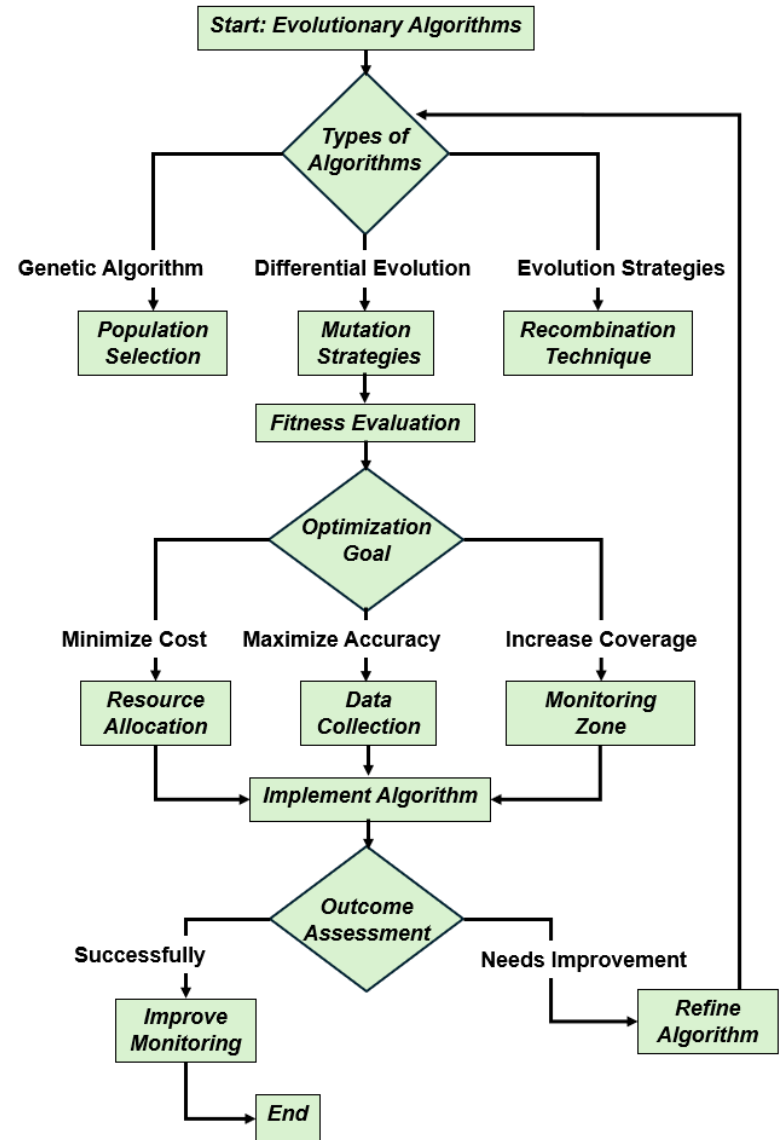 Start: Evolutionary Algorithms
Types of
Algorithms
Genetic Algorithm
Differential Evolution
Evolution Strategies
Population
Selection
Mutation
Strategies
Recombination
Technique
Fitness Evaluation
Optimization
Goal
Minimize Cost
Maximize Accuracy
Increase Coverage
Resource
Allocation
Data
Collection
Monitoring
Zone
Implement Algorithm
Outcome
Assessment
Successfully
Needs Improvement
Improve
Monitoring
Refine
Algorithm
End